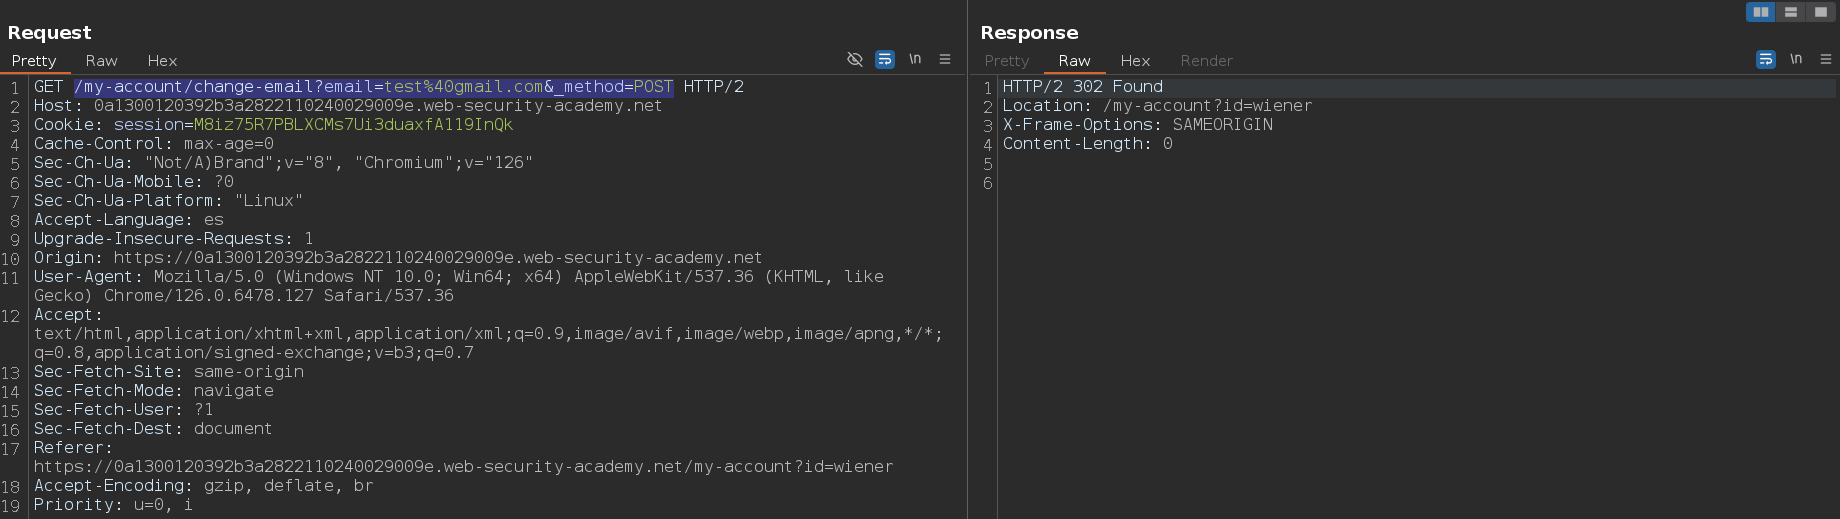 Request
Pretty Raw Hex
\n
1 GET /my-account/change-email?email=test%40gmail.com&_method=POST HTTP/2
2 Host: 0a1300120392b3a2822110240029009e.web-security-academy.net
3 Cookie: session=M8iz75R7PBLXCMs7Ui3duaxfA119InQk
4 Cache-Control: max-age=0
5 Sec-Ch-Ua: "Not/A)Brand";v="8", "Chromium";v="126"
6 Sec-Ch-Ua-Mobile: ?0
7 Sec-Ch-Ua-Platform: "Linux"
8 Accept-Language: es
9 Upgrade-Insecure-Requests: 1
10 Origin: https://0a1300120392b3a2822110240029009e.web-security-academy.net
11 User-Agent: Mozilla/5.0 (Windows NT 10.0; Win64; x64) AppleWebKit/537.36 (KHTML, like
Gecko) Chrome/126.0.6478.127 Safari/537.36
12 Accept:
text/html,application/xhtml+xml,application/xml;q=0.9,image/avif,image/webp,image/apng,*/*;
q=0.8,application/signed-exchange;v=b3;q=0.7
13 Sec-Fetch-Site: same-origin
14 Sec-Fetch-Mode: navigate
15 Sec-Fetch-User: ?1
16 Sec-Fetch-Dest: document
17 Referer:
https://0a1300120392b3a2822110240029009e.web-security-academy.net/my-account?id=wiener
18 Accept-Encoding: gzip, deflate, br
19 Priority: u=0, i
Response
Pretty Raw Hex Render
\n
1 HTTP/2 302 Found
2 Location: /my-account?id=wiener
3 X-Frame-Options: SAMEORIGIN
4 Content-Length: 0
5
6